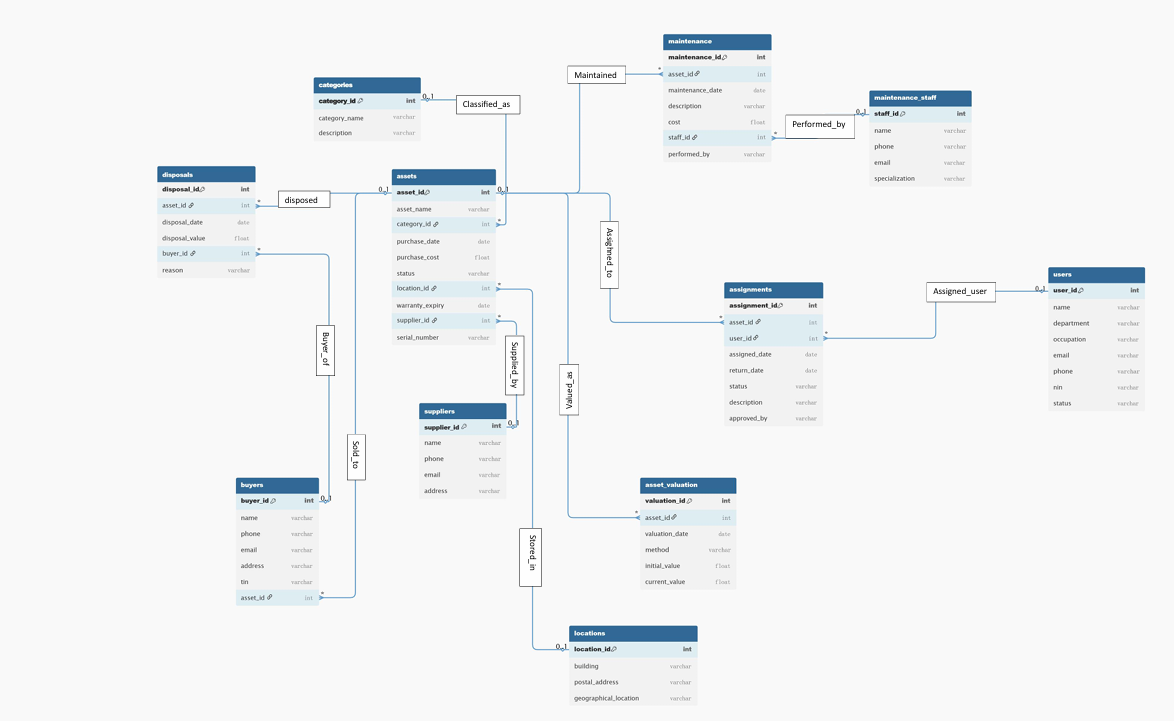 maintenance
maintenance_id int
asset_id int
maintenance_date date
description varchar
cost float
staff_id int
performed_by varchar
*
*
Maintained
categories
category_id int
category_name varchar
description varchar
0..1
Classified_as
maintenance_staff
staff_id int
name varchar
phone varchar
email varchar
specialization varchar
0..1
Performed_by
disposals
disposal_id int
asset_id int
disposal_date date
disposal_value float
buyer_id int
reason varchar
*
*
disposed
assets
asset_id int
asset_name varchar
category_id int
purchase_date date
purchase_cost float
status varchar
location_id int
warranty_expiry date
supplier_id int
serial_number varchar
0..1
0..1
*
*
*
Assighned_to
assignments
assignment_id int
asset_id int
user_id int
assigned_date date
return_date date
status varchar
description varchar
approved_by varchar
*
*
Assigned_user
0..1
users
user_id int
name varchar
department varchar
occupation varchar
email varchar
phone varchar
nin varchar
status varchar
Buyer_of
Supplied_by
Valued_as
suppliers
supplier_id int
name varchar
phone varchar
email varchar
address varchar
0..1
Sold_to
buyers
buyer_id int
name varchar
phone varchar
email varchar
address varchar
tin varchar
asset_id int
0..1
*
asset_valuation
valuation_id int
asset_id int
valuation_date date
method varchar
initial_value float
current_value float
*
Stored_in
locations
location_id int
building varchar
postal_address varchar
geographical_location varchar
0..1